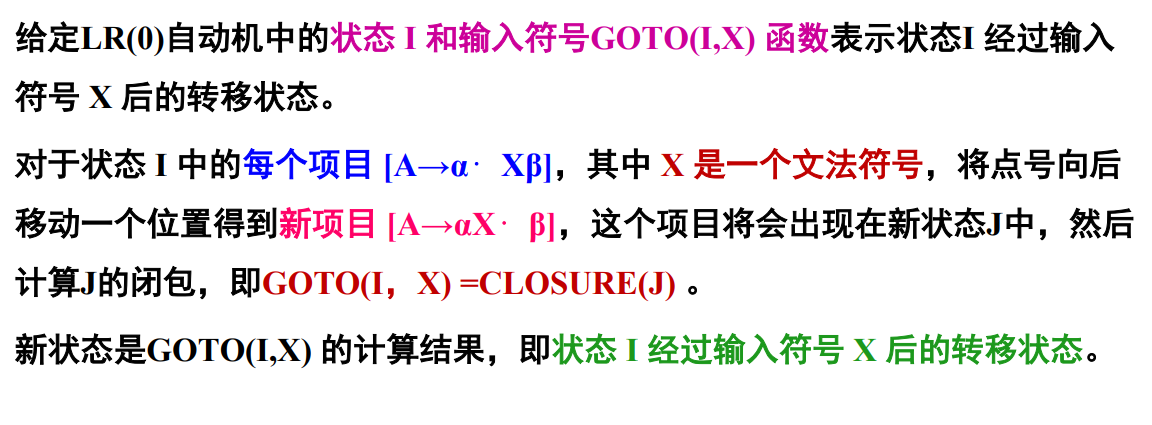 给定LR(0)自动机中的状态 I 和输入符号GOTO(I,X) 函数表示状态I 经过输入
符号 X 后的转移状态。
对于状态 I 中的每个项目 [A→α· Xβ]，其中 X 是一个文法符号，将点号向后
移动一个位置得到新项目 [A→αX· β]，这个项目将会出现在新状态J中，然后
计算J的闭包，即GOTO(I，X) =CLOSURE(J) 。
新状态是GOTO(I,X) 的计算结果，即状态 I 经过输入符号 X 后的转移状态。